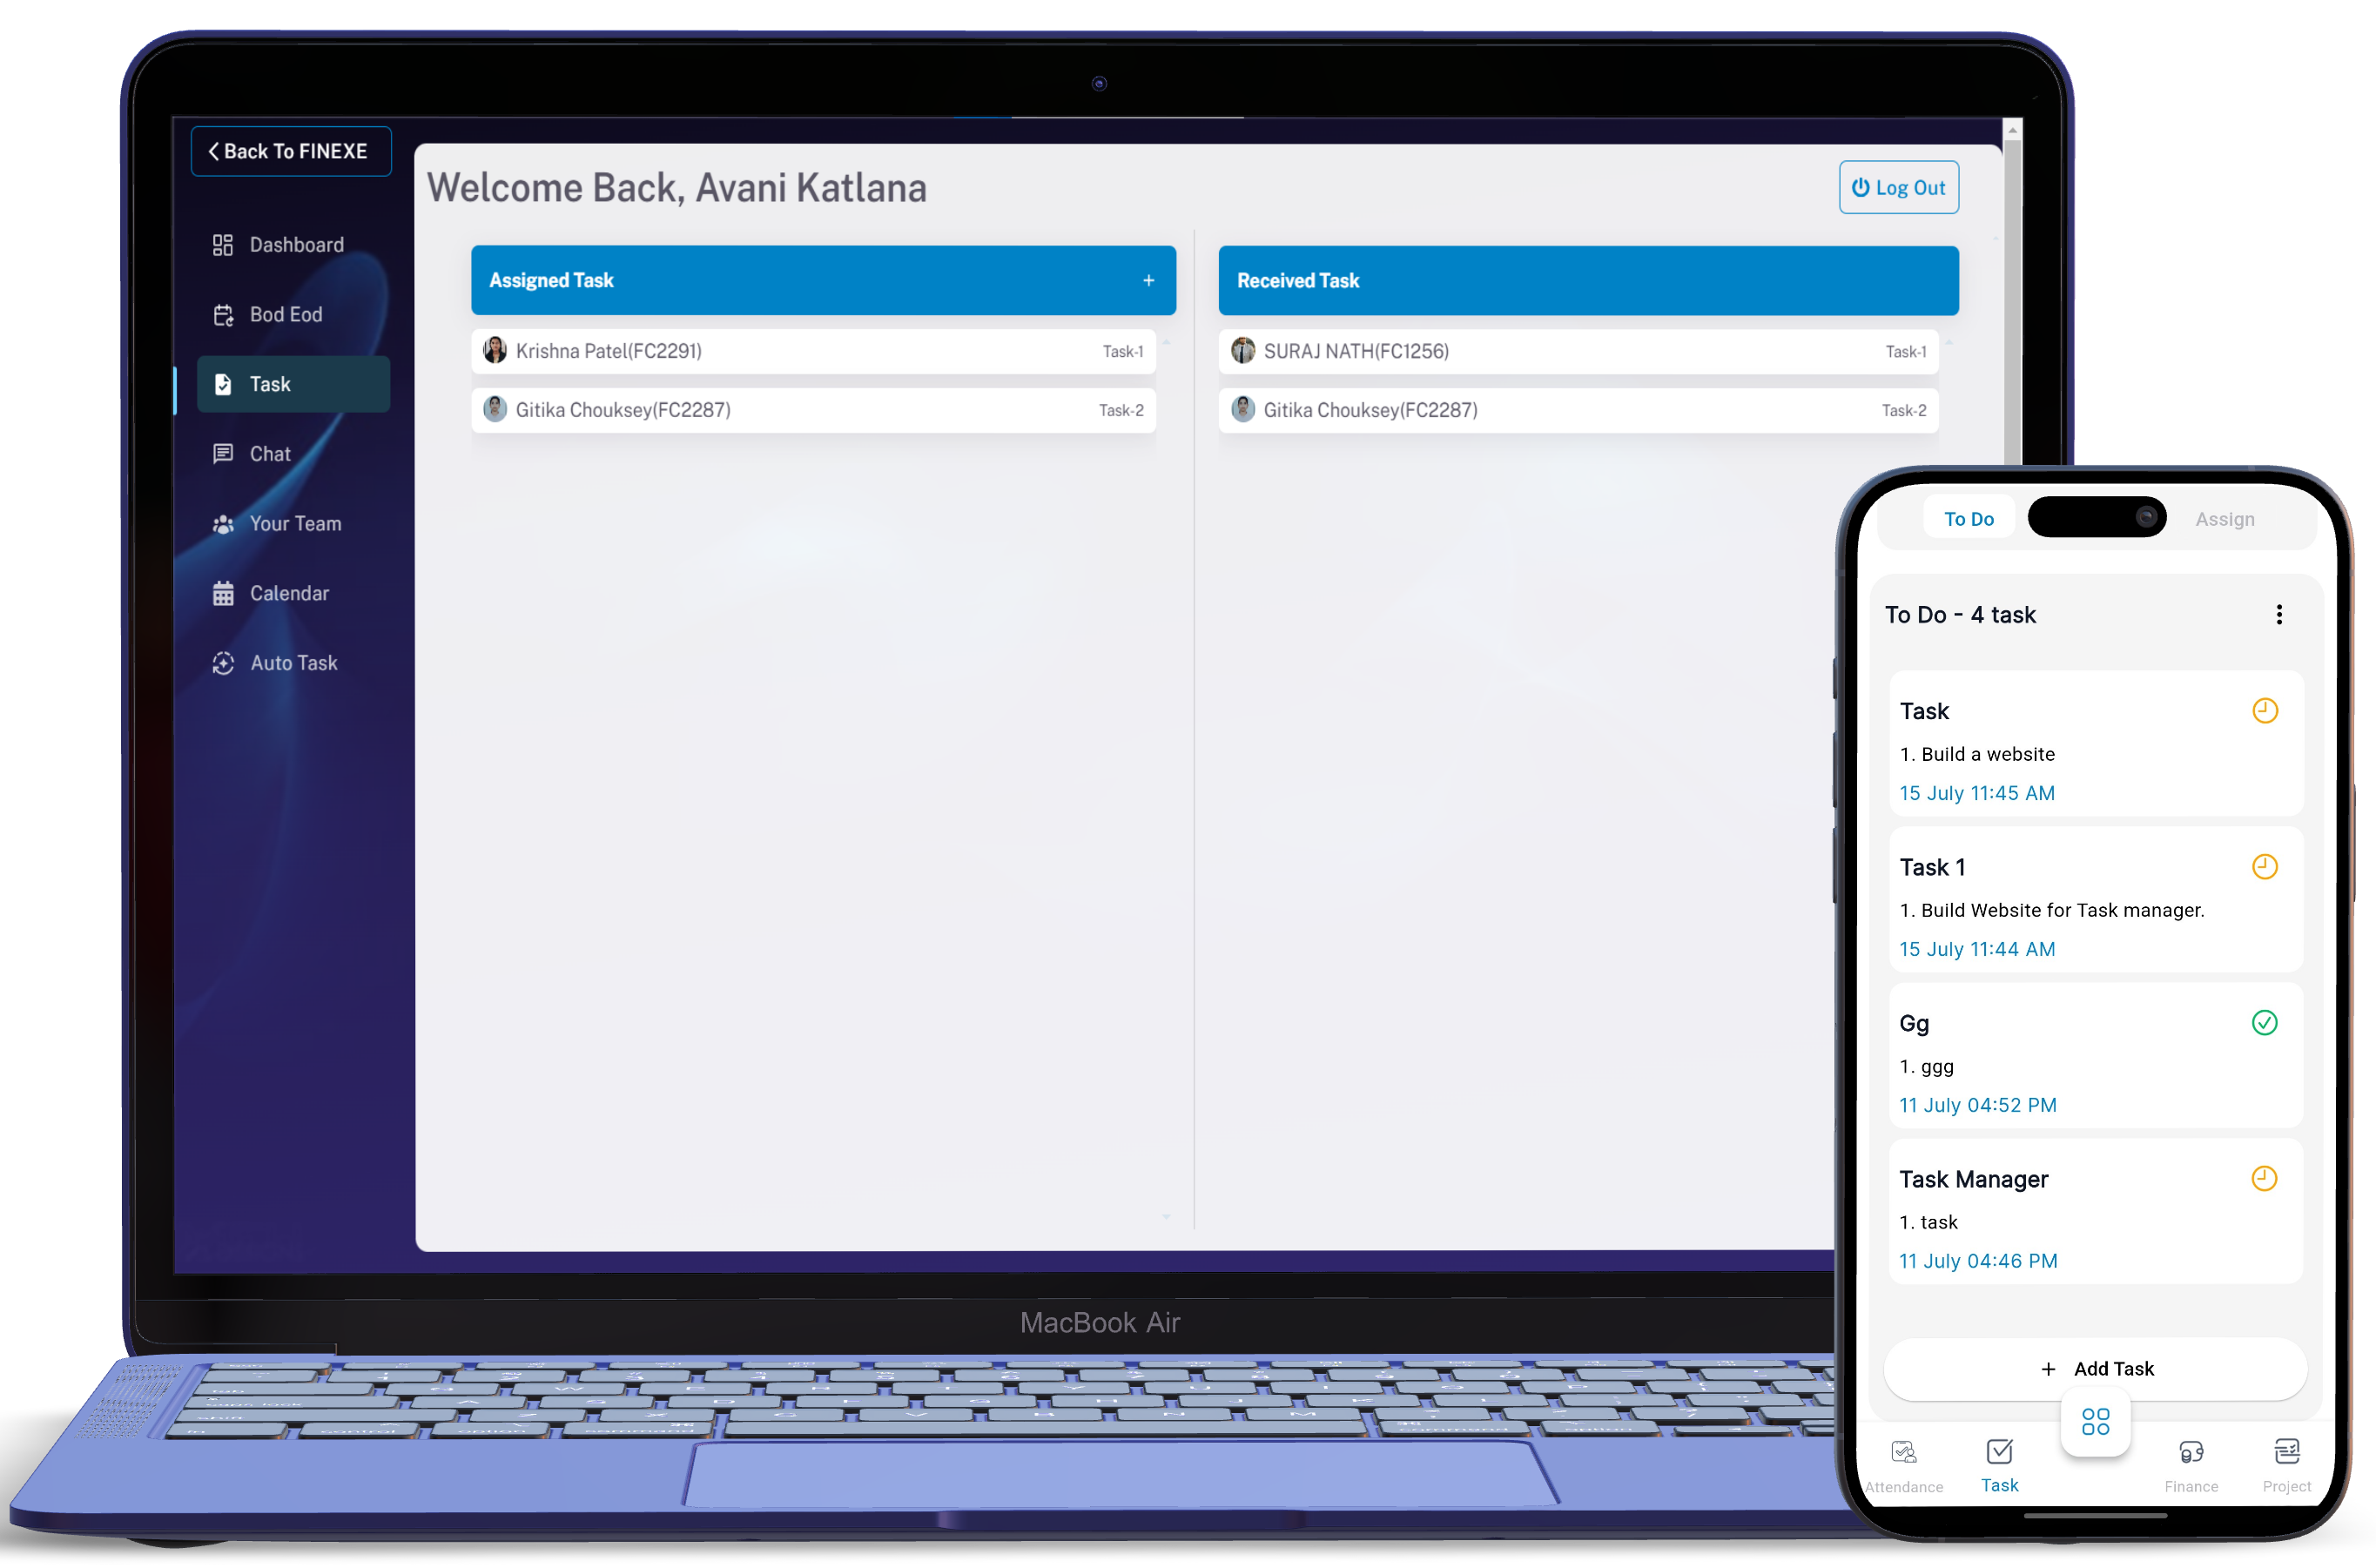 Back To FINEXE
Welcome Back, Avani Katlana
Log Out
Dashboard
Bod Eod
Task
Chat
Your Team
Calendar
Auto Task
Assigned Task +
Krishna Patel(FC2291) Task-1
Gitika Chouksey(FC2287) Task-2
Received Task
SURAJ NATH(FC1256) Task-1
Gitika Chouksey(FC2287) Task-2
MacBook Air
To Do
Assign
To Do - 4 task
Task
1. Build a website
15 July 11:45 AM
Task 1
1. Build Website for Task manager.
15 July 11:44 AM
Gg
1. ggg
11 July 04:52 PM
Task Manager
1. task
11 July 04:46 PM
+ Add Task
Attendance
Task
Finance
Project